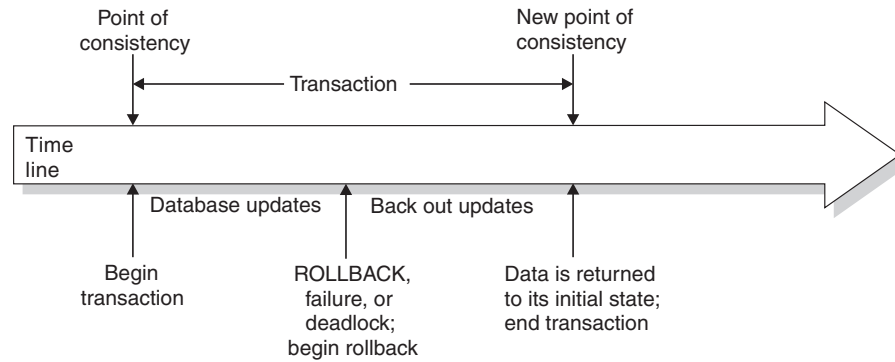 Point of
consistency
New point of
consistency
Transaction
Time
line
Database updates
Back out updates
Begin
transaction
ROLLBACK,
failure, or
deadlock;
begin rollback
Data is returned
to its initial state;
end transaction